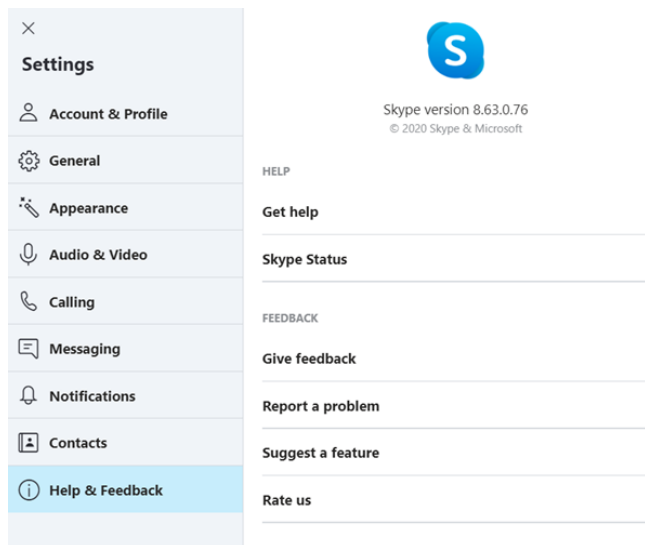 Settings
Account & Profile
General
Appearance
Audio & Video
Calling
Messaging
Notifications
Contacts
Help & Feedback
S
Skype version 8.63.0.76
© 2020 Skype & Microsoft
HELP
Get help
Skype Status
FEEDBACK
Give feedback
Report a problem
Suggest a feature
Rate us